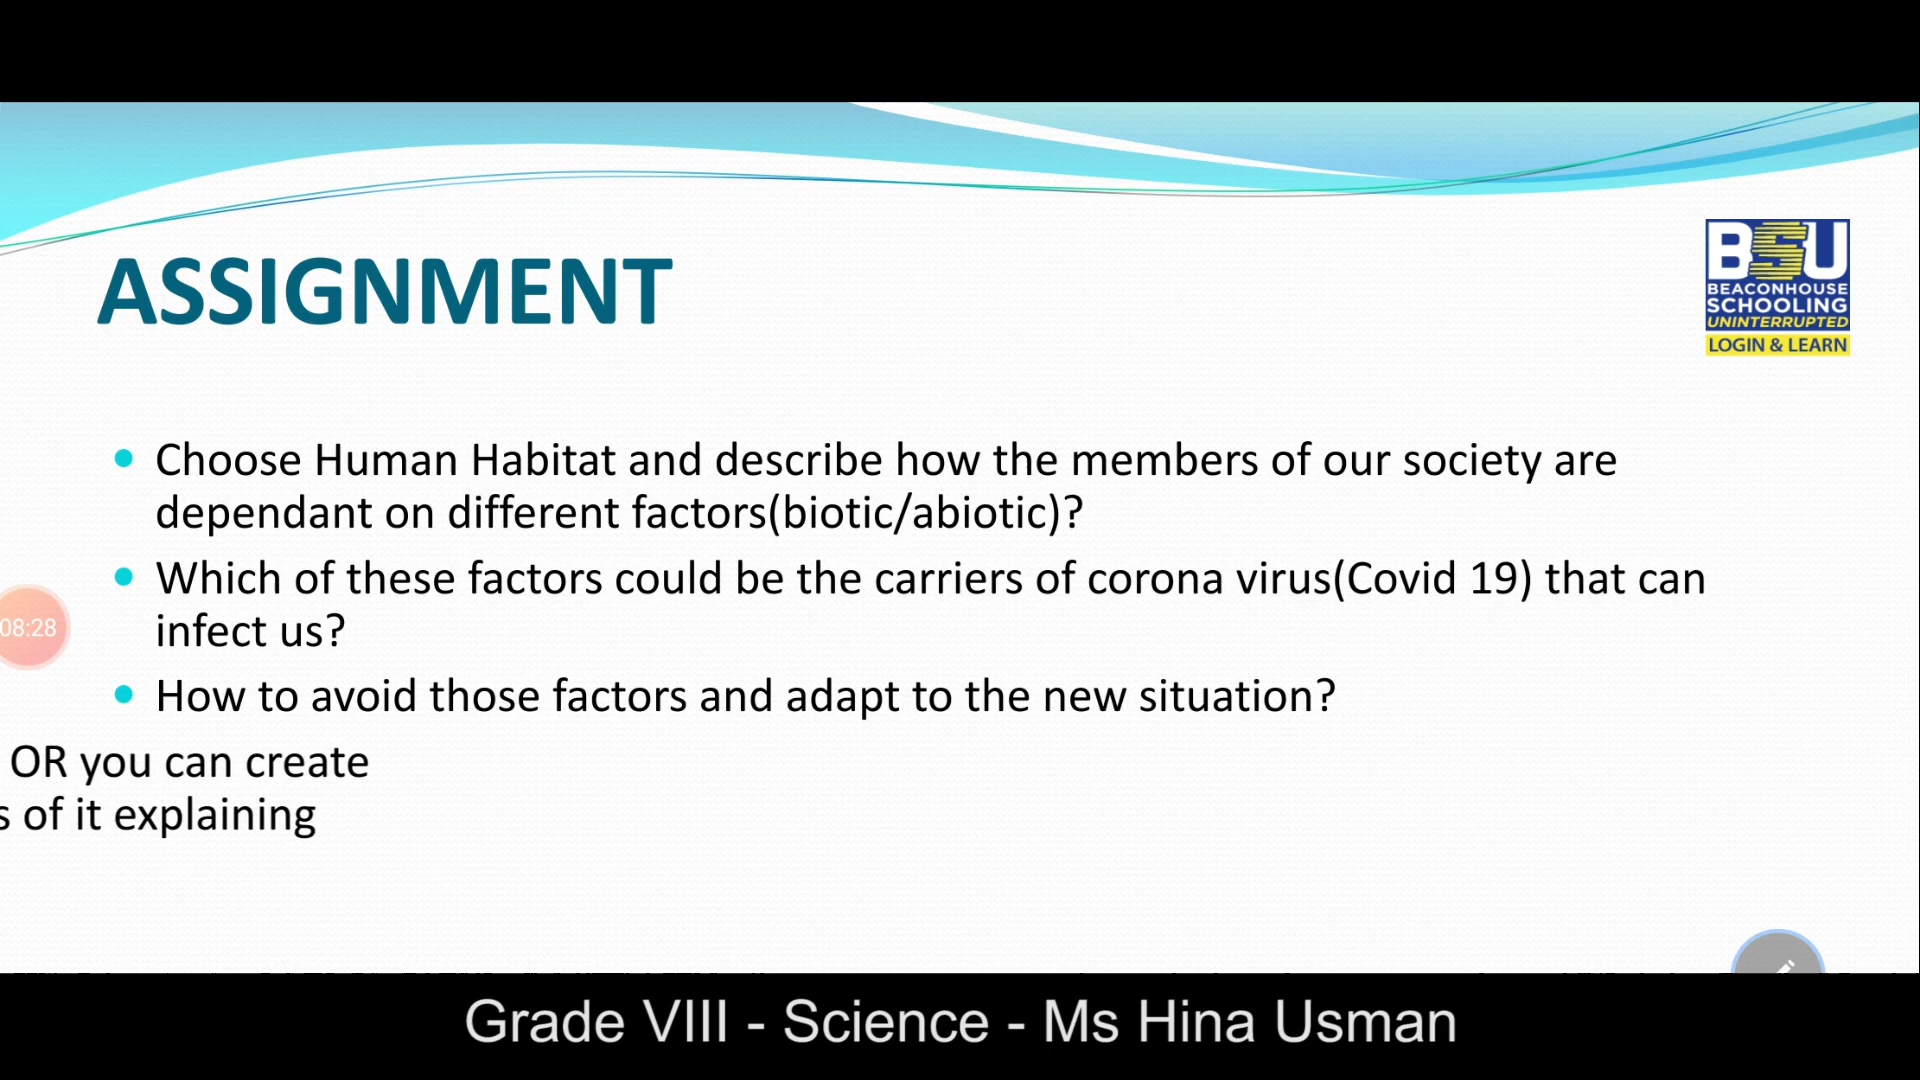 BSU
BEACONHOUSE
SCHOOLING
UNINTERRUPTED
LOGIN & LEARN
ASSIGNMENT
Choose Human Habitat and describe how the members of our society are
dependant on different factors(biotic/abiotic)?
Which of these factors could be the carriers of corona virus(Covid 19) that can
infect us?
How to avoid those factors and adapt to the new situation?
OR you can create
s of it explaining
08:28
Grade VIII - Science - Ms Hina Usman